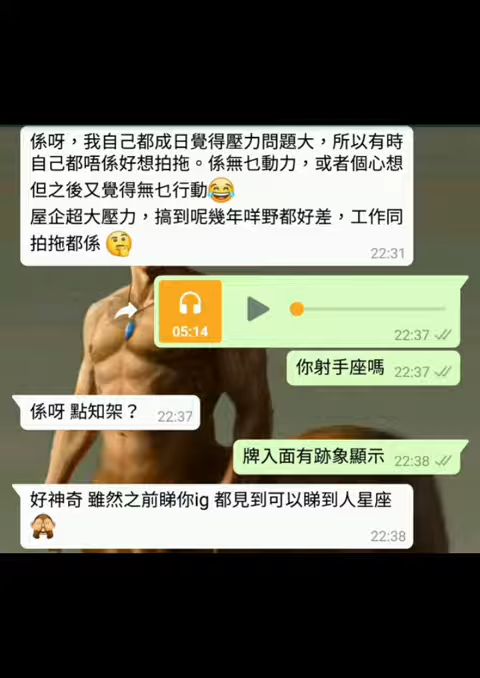 係呀，我自己都成日覺得壓力問題大，所以有時
自己都唔係好想拍拖。係無乜動力，或者個心想
但之後又覺得無乜行動😂
屋企超大壓力，搞到呢幾年咩野都好差，工作同
拍拖都係 🤔
22:31
05:14
22:37
你射手座嗎 22:37
係呀 點知架？ 22:37
牌入面有跡象顯示 22:38
好神奇 雖然之前睇你ig 都見到可以睇到人星座
🙈
22:38